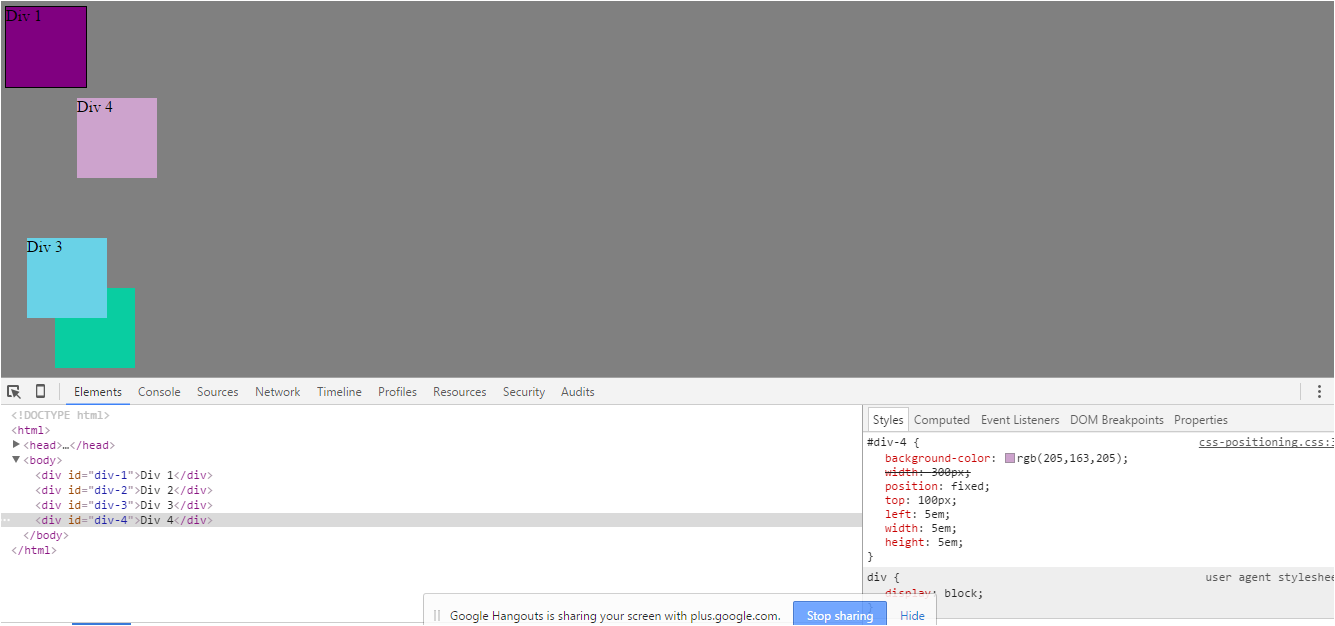 Div 1
Div 4
Div 3
Elements Console Sources Network Timeline Profiles Resources Security Audits
<!DOCTYPE html>
<html>
<head>…</head>
<body>
<div id="div-1">Div 1</div>
<div id="div-2">Div 2</div>
<div id="div-3">Div 3</div>
<div id="div-4">Div 4</div>
</body>
</html>
Styles Computed Event Listeners DOM Breakpoints Properties
#div-4 { css-positioning.css:3
background-color: rgb(205,163,205);
width: 300px;
position: fixed;
top: 100px;
left: 5em;
width: 5em;
height: 5em;
}
div { user agent styleshee
display: block;
}
Google Hangouts is sharing your screen with plus.google.com. Stop sharing Hide